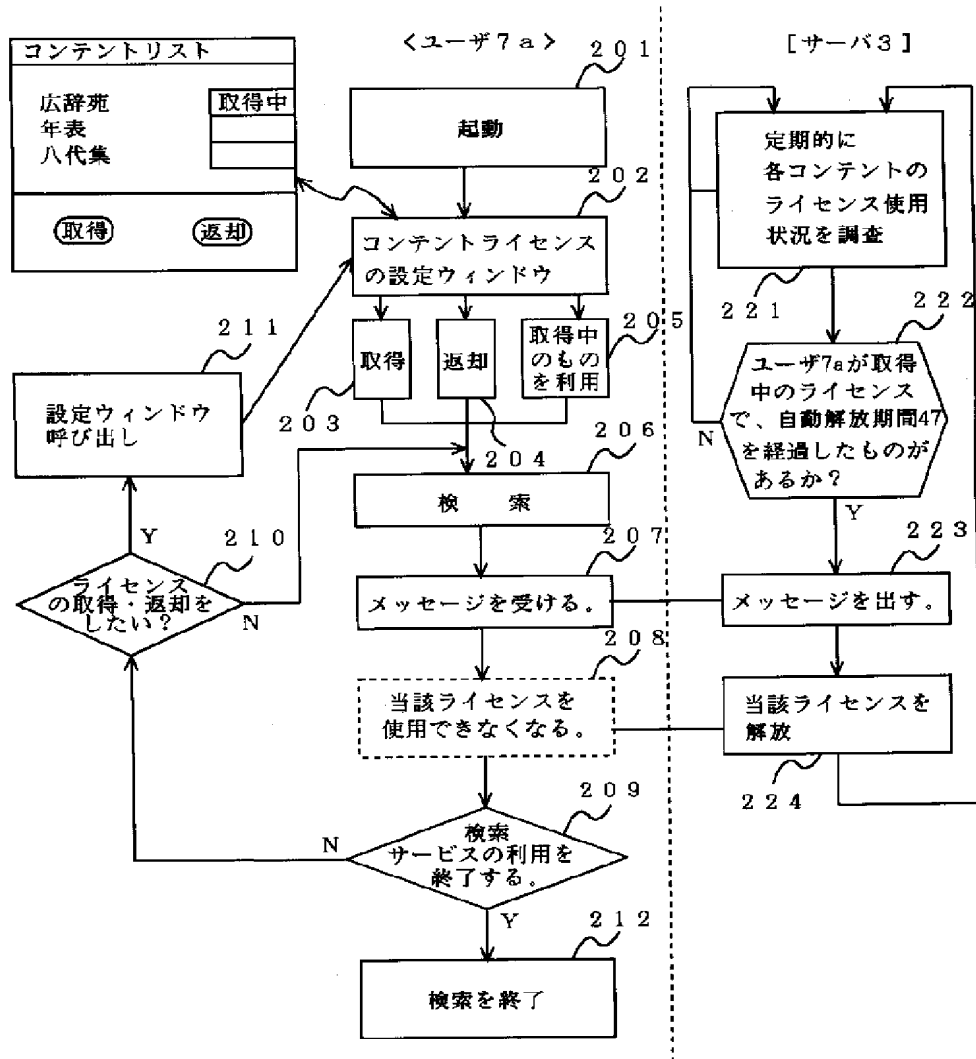 コンテントリスト
広辞苑 取得中
年表
八代集
取得 返却
<ユーザ7a>
201
起動
202
コンテントライセンス
の設定ウィンドウ
取得
203
返却
204
取得中
のもの
を利用
205
211
設定ウィンドウ
呼び出し
206
検 索
207
メッセージを受ける。
208
当該ライセンスを
使用できなくなる。
209
検索
サービスの利用を
終了する。
N
Y
210
ライセンス
の取得・返却を
したい?
Y
N
212
検索を終了
[サーバ3]
定期的に
各コンテントの
ライセンス使用
状況を調査
221
222
ユーザ7aが取得
中のライセンス
で、自動解放期間47
を経過したものが
あるか?
N
Y
223
メッセージを出す。
当該ライセンスを
解放
224